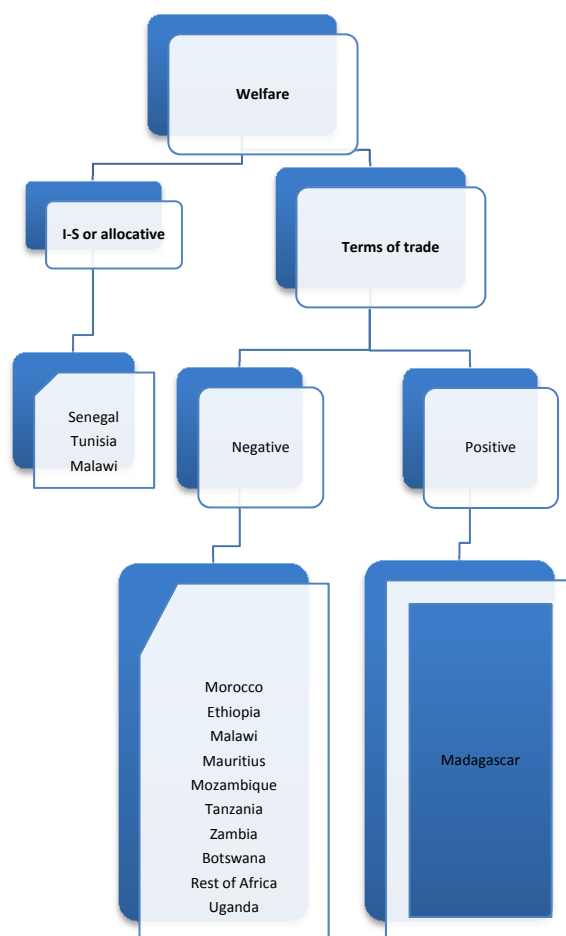 Welfare
I-S or allocative
Terms of trade
Senegal
Tunisia
Malawi
Negative
Positive
Morocco
Ethiopia
Malawi
Mauritius
Mozambique
Tanzania
Zambia
Botswana
Rest of Africa
Uganda
Madagascar